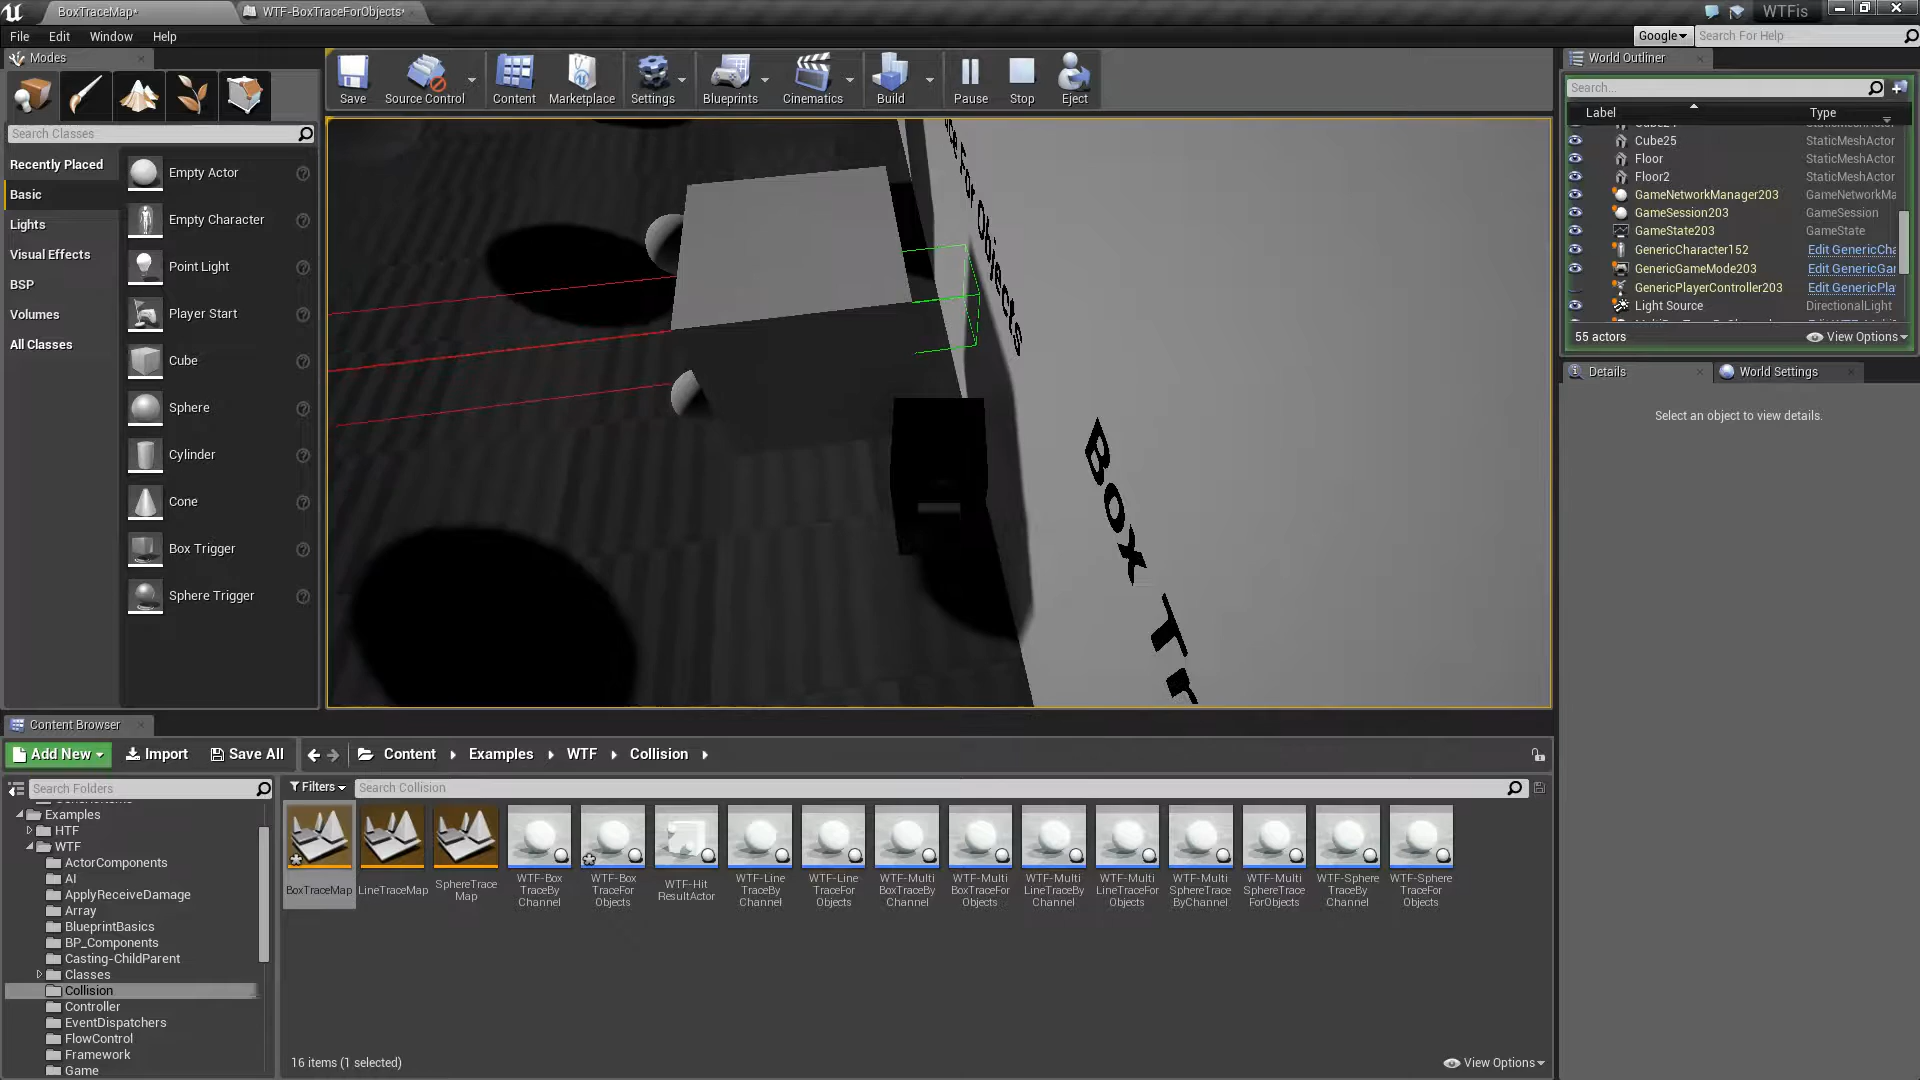 BoxTraceMap*
WTF-BoxTraceForObjects*
WTFis
File
Edit
Window
Help
Google
Search For Help
Modes
Search Classes
Recently Placed
Basic
Lights
Visual Effects
BSP
Volumes
All Classes
Empty Actor
Empty Character
Point Light
Player Start
Cube
Sphere
Cylinder
Cone
Box Trigger
Sphere Trigger
Save
Source Control
Content
Marketplace
Settings
Blueprints
Cinematics
Build
Pause
Stop
Eject
For Objects
Box Tr
World Outliner
Search...
Label
Type
Cube25
StaticMeshActor
Floor
StaticMeshActor
Floor2
StaticMeshActor
GameNetworkManager203
GameNetworkMa
GameSession203
GameSession
GameState203
GameState
GenericCharacter152
Edit GenericCha
GenericGameMode203
Edit GenericGar
GenericPlayerController203
Edit GenericPla
Light Source
DirectionalLight
55 actors
View Options
Details
World Settings
Select an object to view details.
Content Browser
Add New
Import
Save All
Content
Examples
WTF
Collision
Search Folders
Examples
HTF
WTF
ActorComponents
AI
ApplyReceiveDamage
Array
BlueprintBasics
BP_Components
Casting-ChildParent
Classes
Collision
Controller
EventDispatchers
FlowControl
Framework
Game
Filters
Search Collision
BoxTraceMap
LineTraceMap
SphereTrace
Map
WTF-Box
TraceBy
Channel
WTF-Box
TraceFor
Objects
WTF-Hit
ResultActor
WTF-Line
TraceBy
Channel
WTF-Line
TraceFor
Objects
WTF-Multi
BoxTraceBy
Channel
WTF-Multi
BoxTraceFor
Objects
WTF-Multi
LineTraceBy
Channel
WTF-Multi
LineTraceFor
Objects
WTF-Multi
SphereTrace
ByChannel
WTF-Multi
SphereTrace
ForObjects
WTF-Sphere
TraceBy
Channel
WTF-Sphere
TraceFor
Objects
16 items (1 selected)
View Options